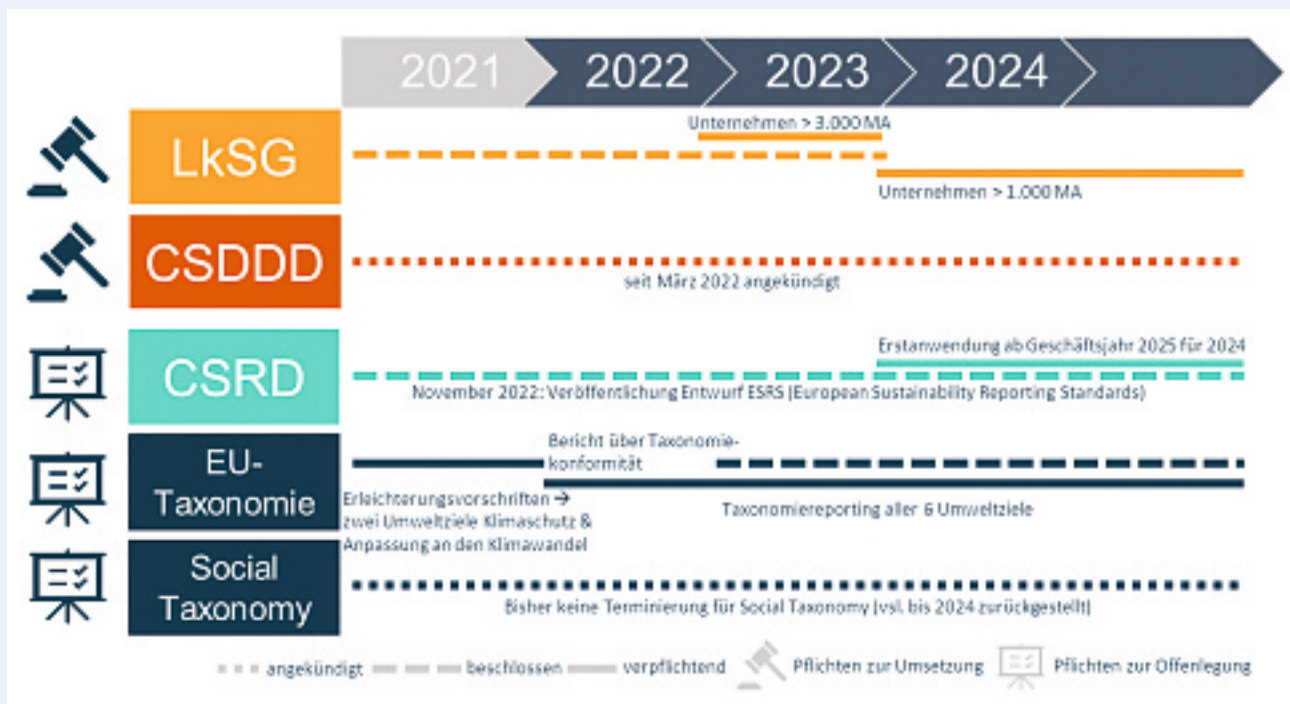 2021 2022 2023 2024
Unternehmen > 3.000 MA
LkSG
Unternehmen > 1.000 MA
CSDDD
seit März 2022 angekündigt
Erstanwendung ab Geschäftsjahr 2025 für 2024
CSRD
November 2022: Veröffentlichung Entwurf ESRS (European Sustainability Reporting Standards)
EU-
Taxonomie
Bericht über Taxonomie-
konformität
Erleichterungsvorschriften →
zwei Umweltziele Klimaschutz &
Anpassung an den Klimawandel
Taxonomiereporting aller 6 Umweltziele
Social
Taxonomy
Bisher keine Terminierung für Social Taxonomy (vsl. bis 2024 zurückgestellt)
angekündigt beschlossen verpflichtend Pflichten zur Umsetzung Pflichten zur Offenlegung